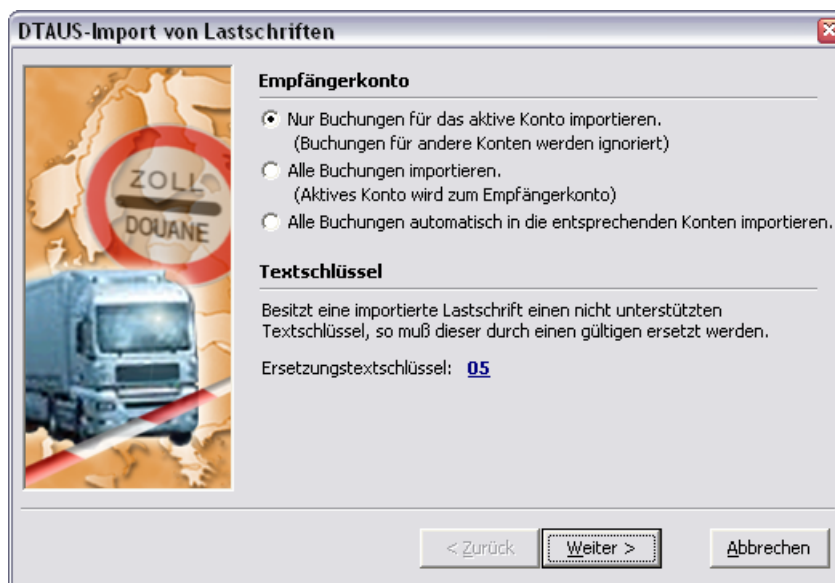 DTAUS-Import von Lastschriften
ZOLL
DOUANE
Empfängerkonto
Nur Buchungen für das aktive Konto importieren.
(Buchungen für andere Konten werden ignoriert)
Alle Buchungen importieren.
(Aktives Konto wird zum Empfängerkonto)
Alle Buchungen automatisch in die entsprechenden Konten importieren.
Textschlüssel
Besitzt eine importierte Lastschrift einen nicht unterstützten
Textschlüssel, so muß dieser durch einen gültigen ersetzt werden.
Ersetzungstextschlüssel: 05
< Zurück Weiter > Abbrechen